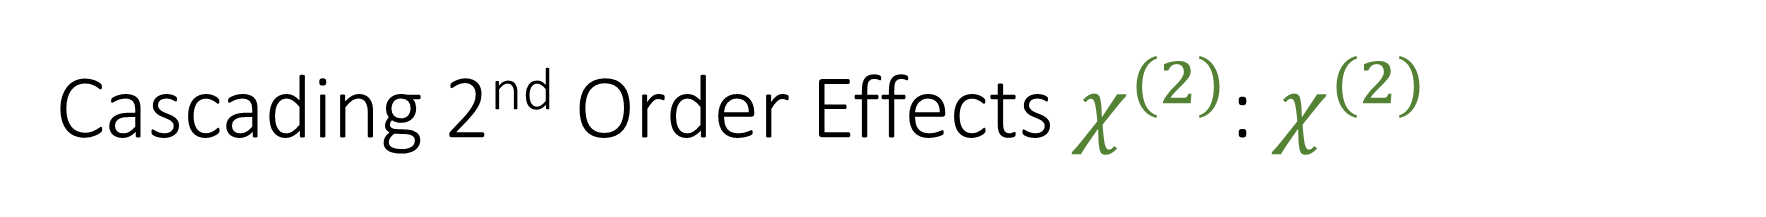 Cascading 2ⁿᵈ Order Effects χ⁽²⁾: χ⁽²⁾